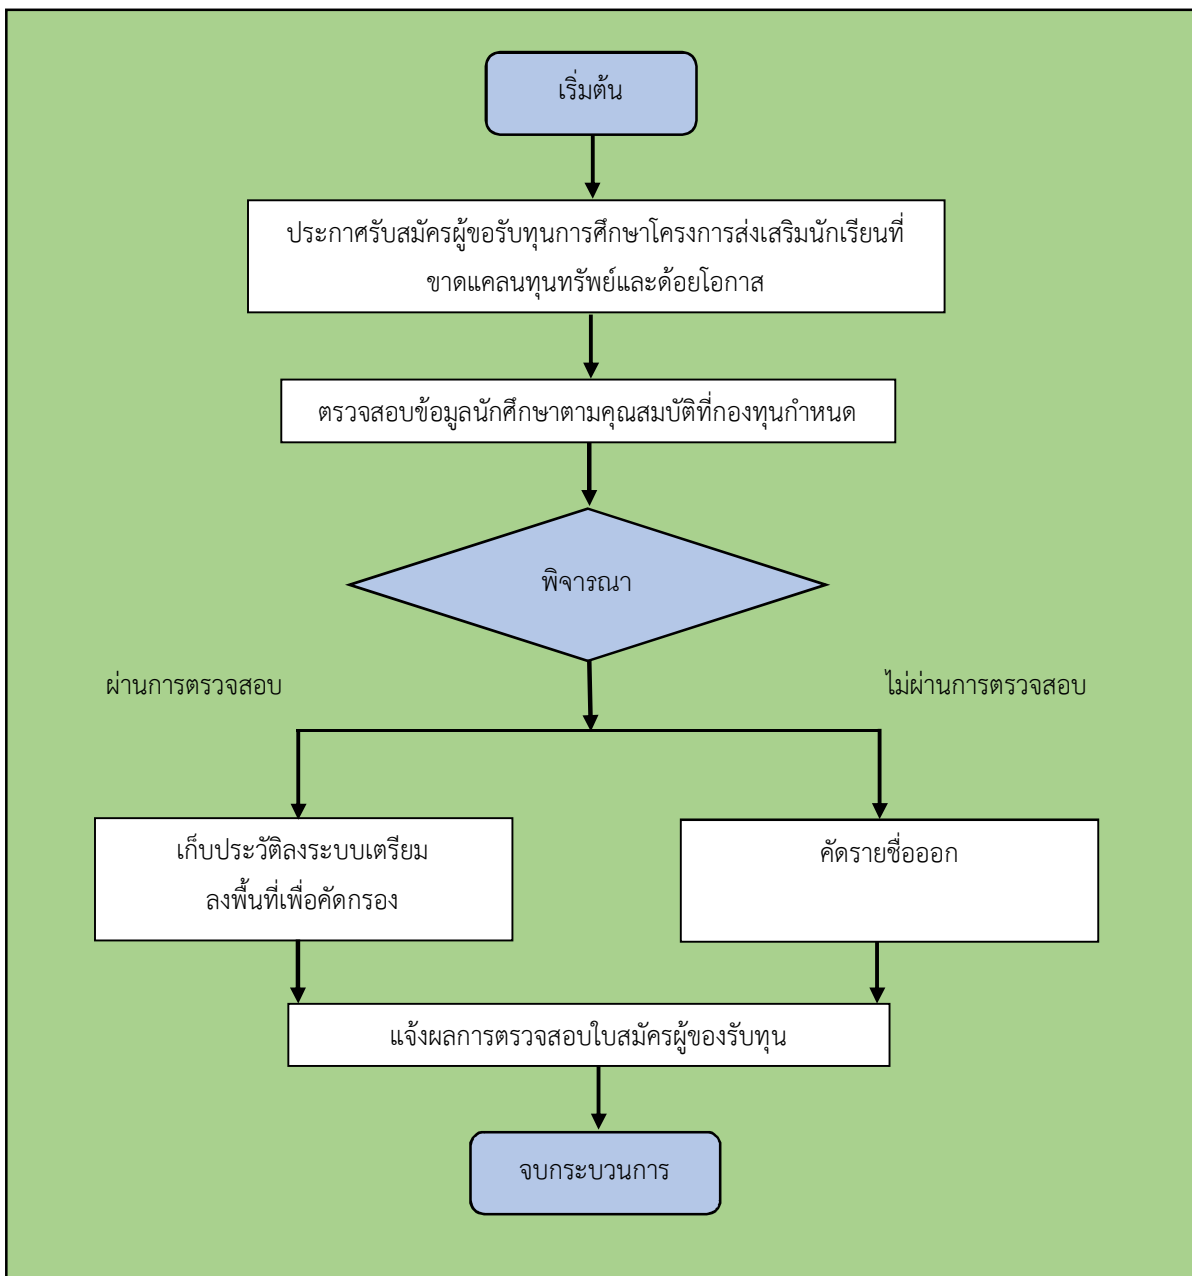 เริ่มต้น
ประกาศรับสมัครผู้ขอรับทุนการศึกษาโครงการส่งเสริมนักเรียนที่
ขาดแคลนทุนทรัพย์และด้อยโอกาส
ตรวจสอบข้อมูลนักศึกษาตามคุณสมบัติที่กองทุนกำหนด
พิจารณา
ผ่านการตรวจสอบ
ไม่ผ่านการตรวจสอบ
เก็บประวัติลงระบบเตรียม
ลงพื้นที่เพื่อคัดกรอง
คัดรายชื่อออก
แจ้งผลการตรวจสอบใบสมัครผู้ของรับทุน
จบกระบวนการ